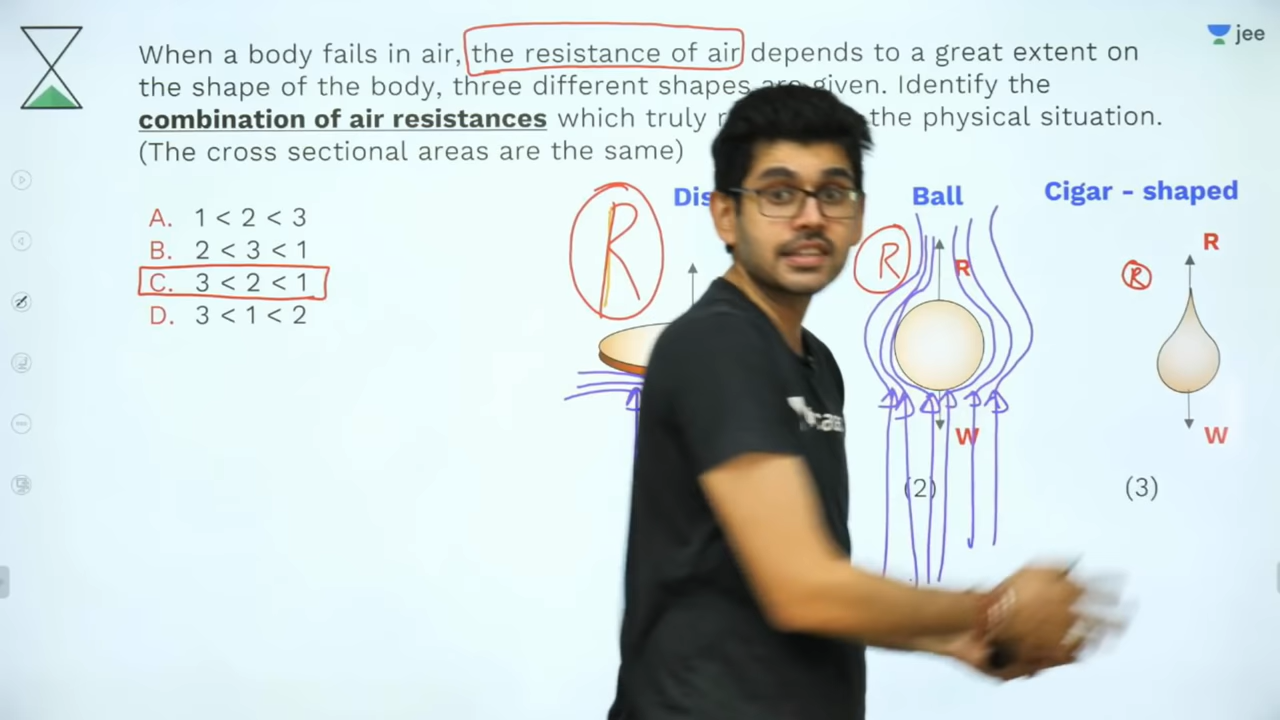 jee
When a body fails in air, the resistance of air depends to a great extent on
the shape of the body, three different shapes are given. Identify the
combination of air resistances which truly the physical situation.
(The cross sectional areas are the same)
A. 1 < 2 < 3
B. 2 < 3 < 1
C. 3 < 2 < 1
D. 3 < 1 < 2
Ball
Cigar - shaped
R
R
R
R
R
W
W
(2)
(3)